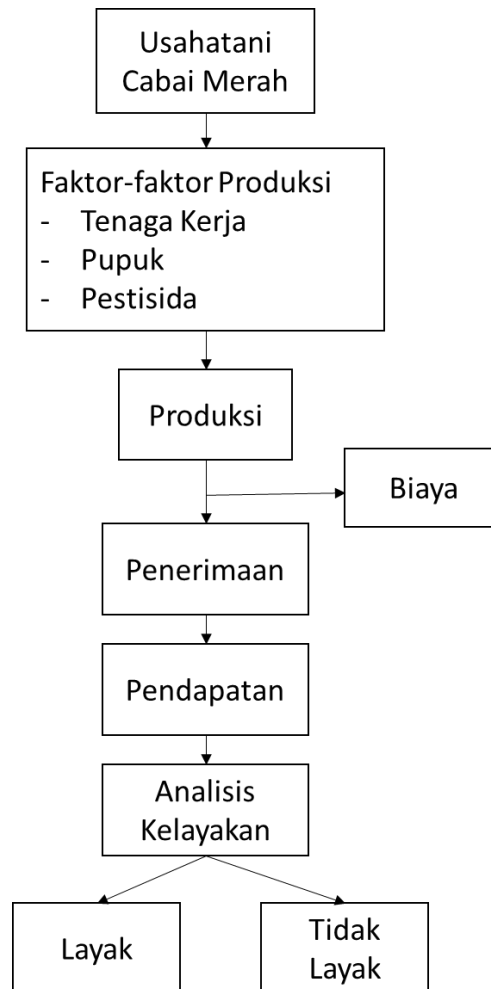 Usahatani
Cabai Merah
Faktor-faktor Produksi
- Tenaga Kerja
- Pupuk
- Pestisida
Produksi
Biaya
Penerimaan
Pendapatan
Analisis
Kelayakan
Layak
Tidak
Layak